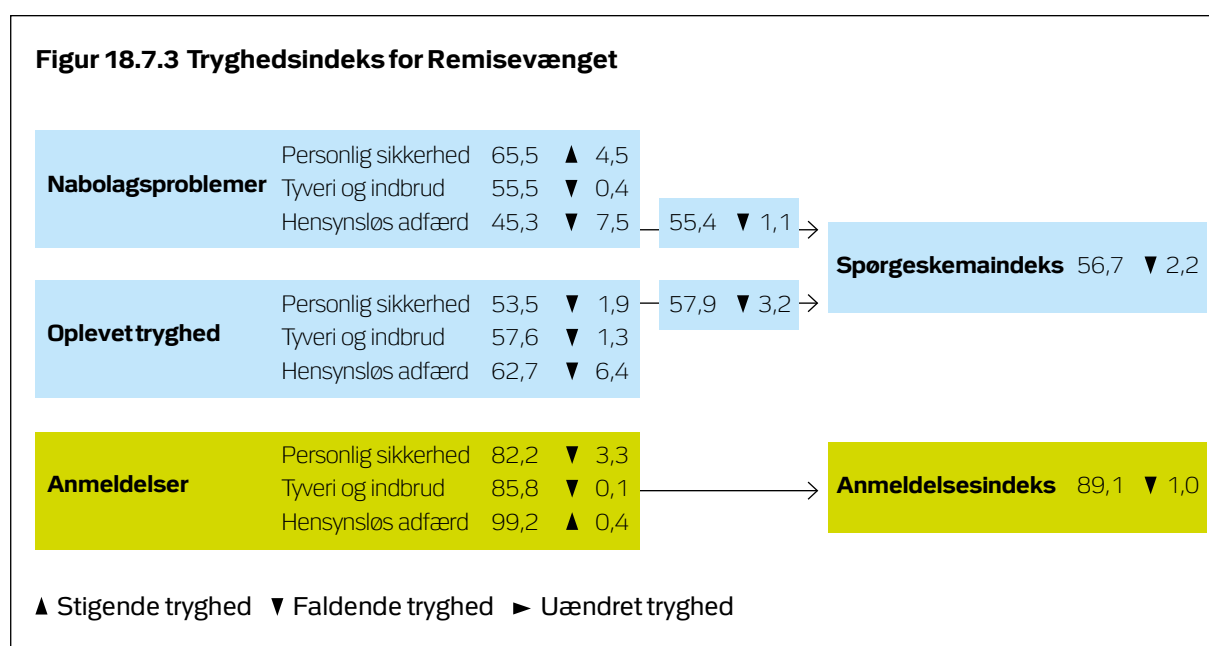 Figur 18.7.3 Tryghedsindeks for Remisevænget
Nabolagsproblemer
Personlig sikkerhed 65,5 ▲ 4,5
Tyveri og indbrud 55,5 ▼ 0,4
Hensynsløs adfærd 45,3 ▼ 7,5
55,4 ▼ 1,1
Oplevet tryghed
Personlig sikkerhed 53,5 ▼ 1,9
Tyveri og indbrud 57,6 ▼ 1,3
Hensynsløs adfærd 62,7 ▼ 6,4
57,9 ▼ 3,2
Spørgeskemaindeks 56,7 ▼ 2,2
Anmeldelser
Personlig sikkerhed 82,2 ▼ 3,3
Tyveri og indbrud 85,8 ▼ 0,1
Hensynsløs adfærd 99,2 ▲ 0,4
Anmeldelsesindeks 89,1 ▼ 1,0
▲ Stigende tryghed ▼ Faldende tryghed ► Uændret tryghed